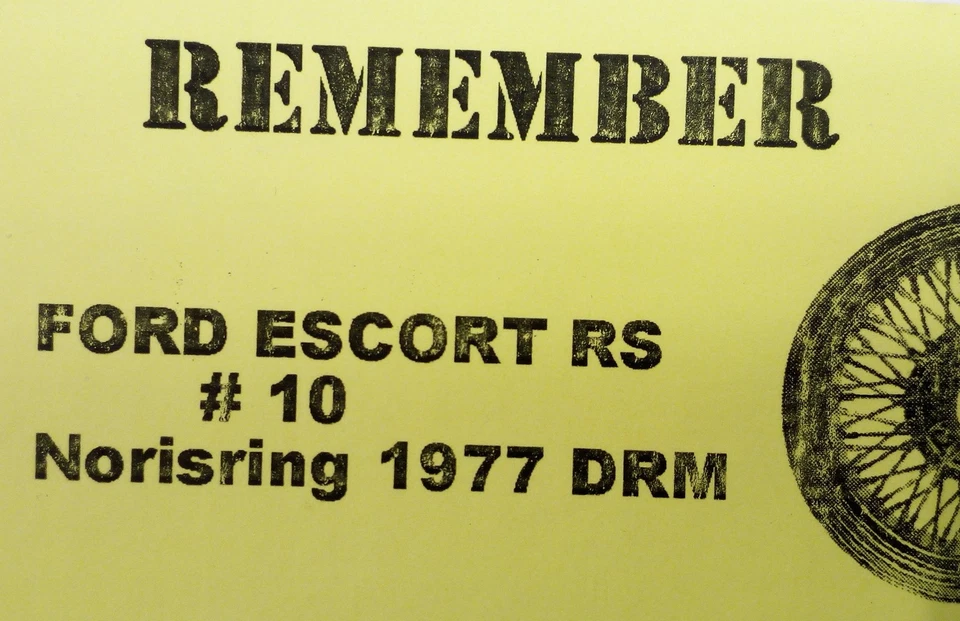 REMEMBER
FORD ESCORT RS
# 10
Norisring 1977 DRM